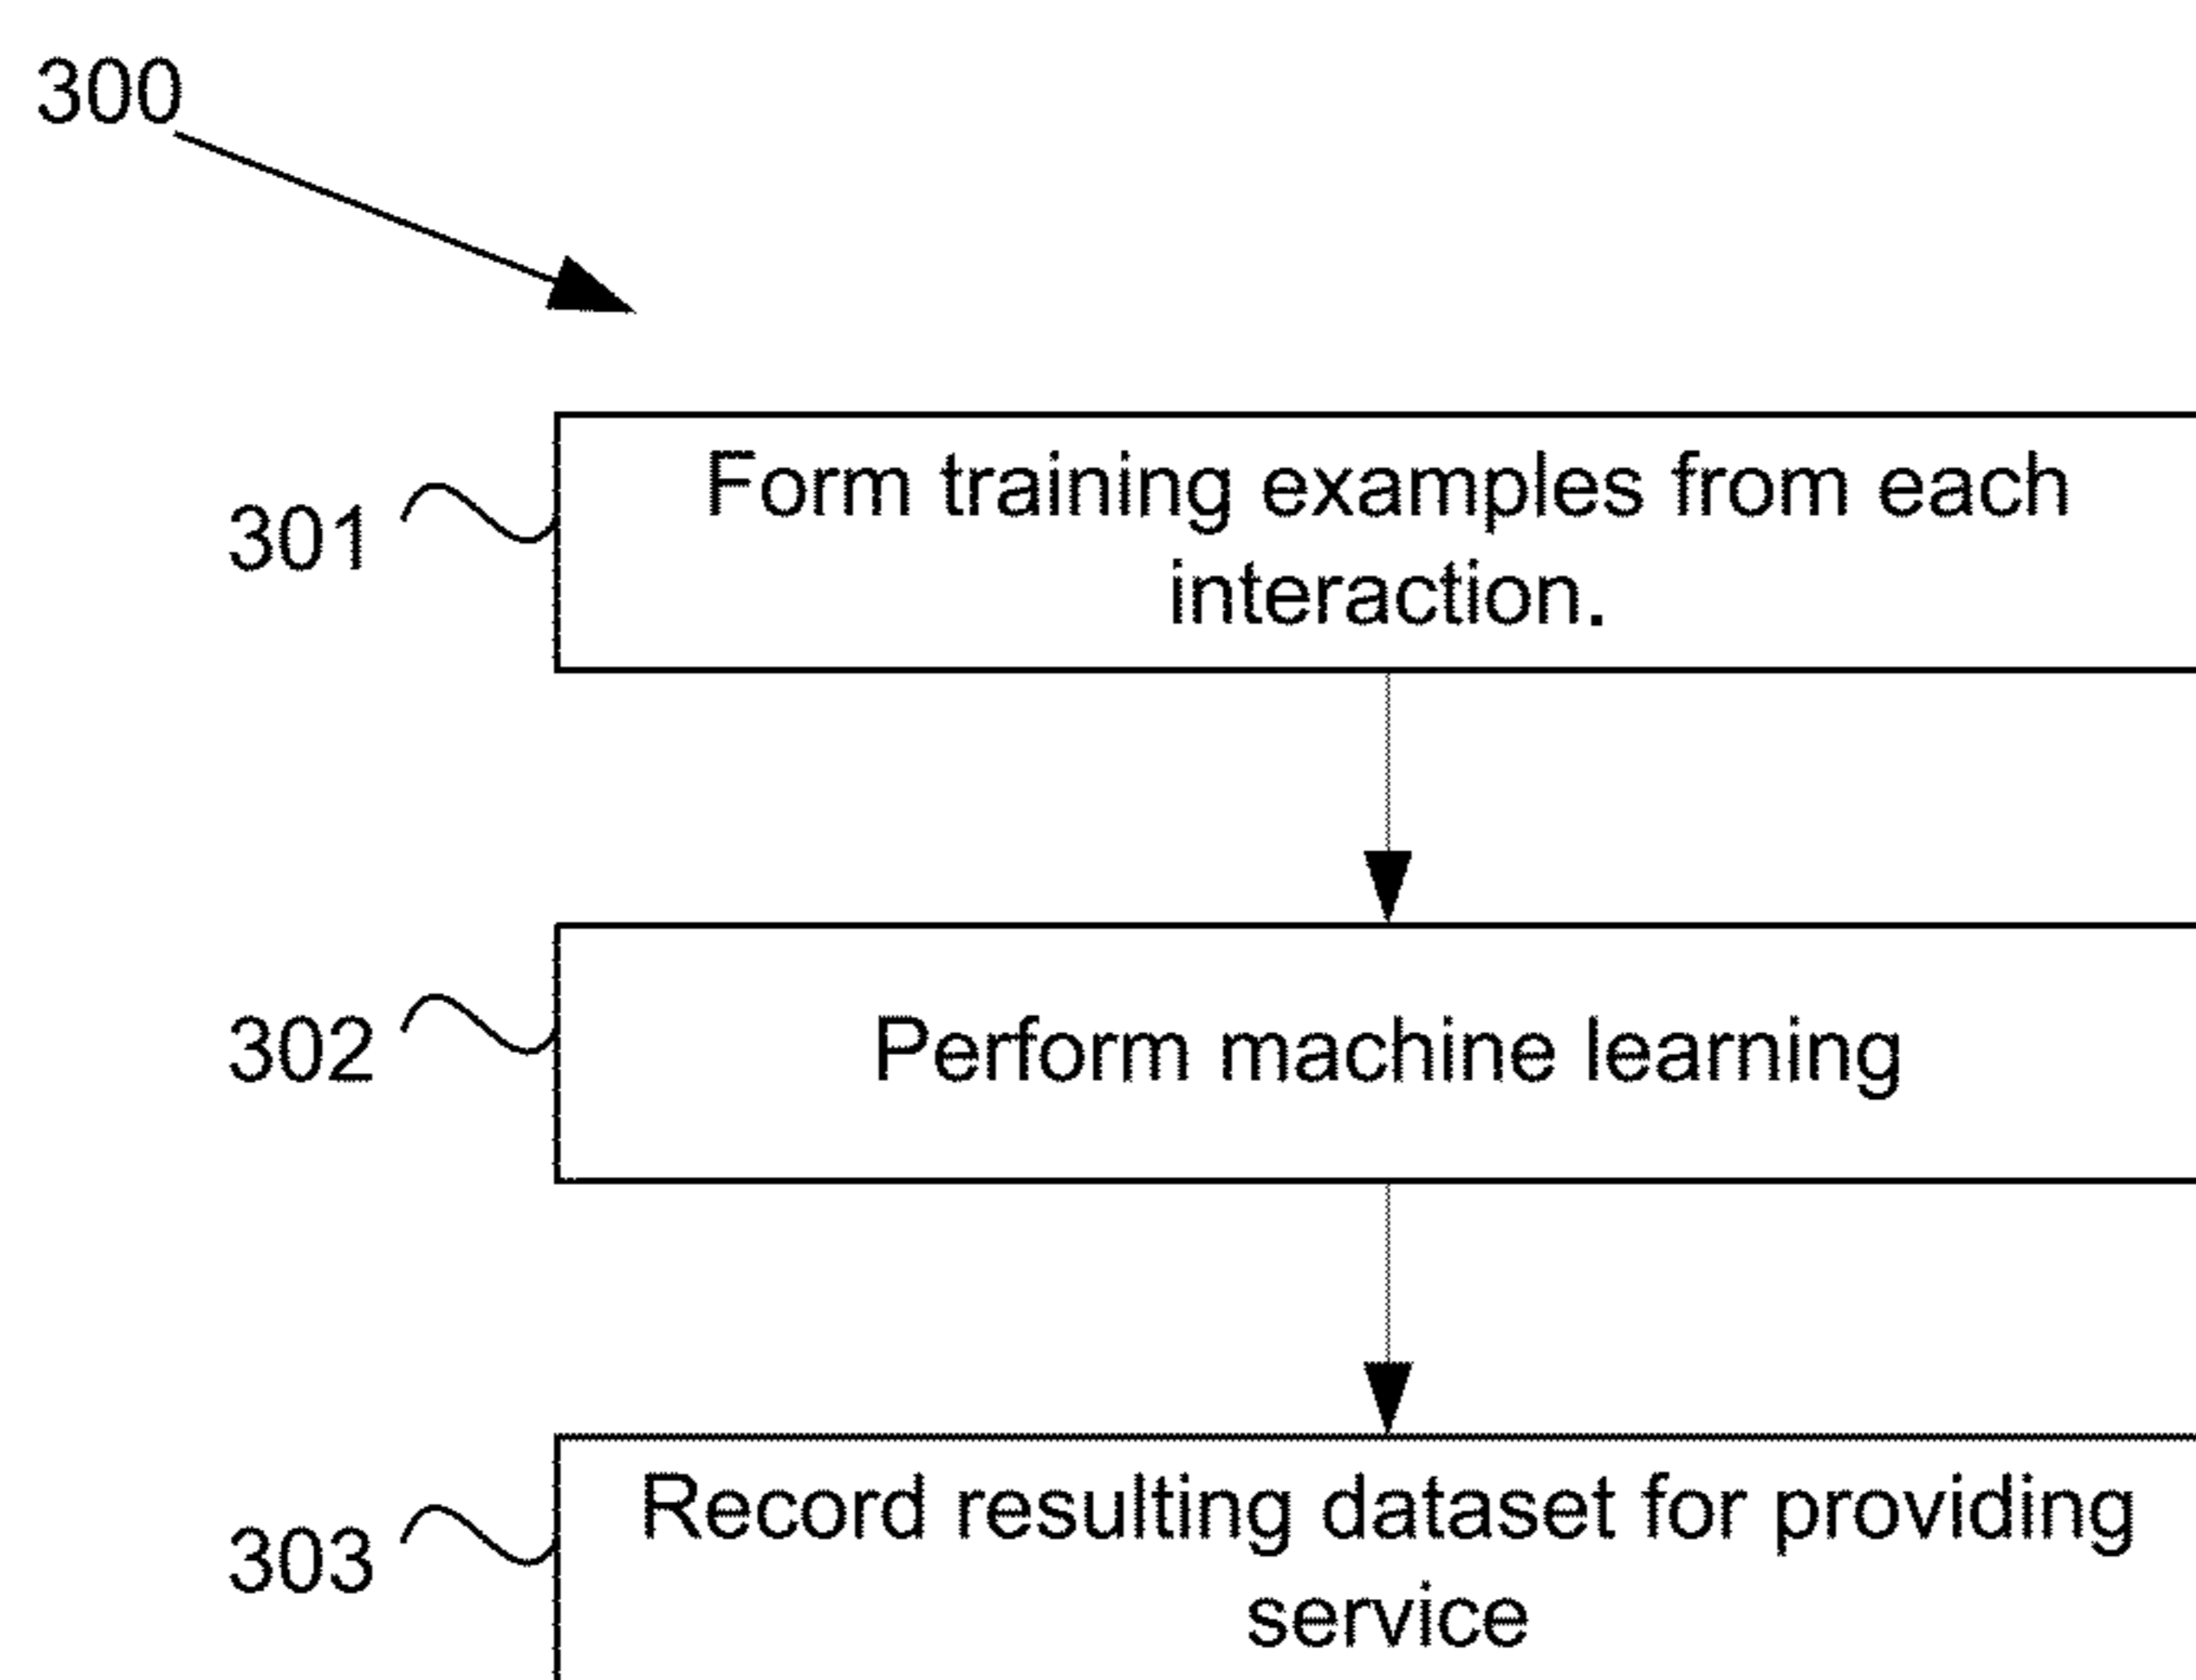 300
301
Form training examples from each
interaction.
302
Perform machine learning
303
Record resulting dataset for providing
service